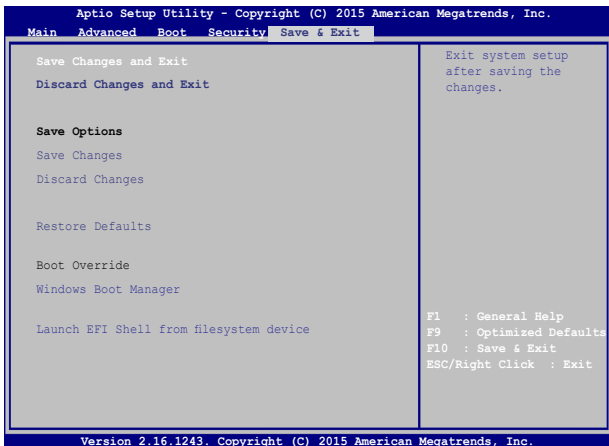 Aptio Setup Utility - Copyright (C) 2015 American Megatrends, Inc.
Main Advanced Boot Security Save & Exit
Save Changes and Exit
Discard Changes and Exit
Save Options
Save Changes
Discard Changes
Restore Defaults
Boot Override
Windows Boot Manager
Launch EFI Shell from filesystem device
Exit system setup
after saving the
changes.
F1 : General Help
F9 : Optimized Defaults
F10 : Save & Exit
ESC/Right Click : Exit
Version 2.16.1243. Copyright (C) 2015 American Megatrends, Inc.